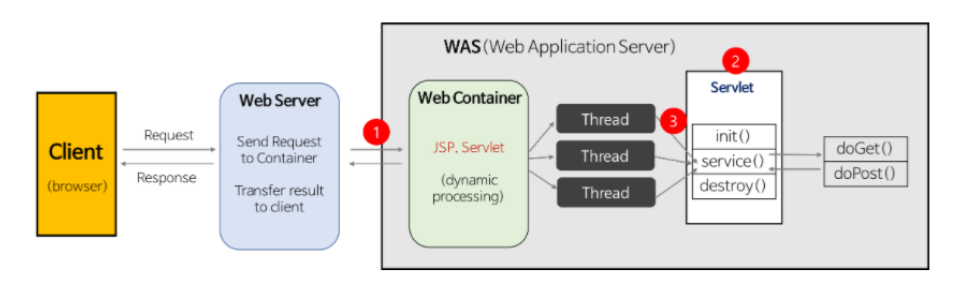 WAS(Web Application Server)
Client
(browser)
Request
Response
Web Server
Send Request
to Container
Transfer result
to client
1
Web Container
JSP, Servlet
(dynamic
processing)
Thread
Thread
Thread
3
2
Servlet
init()
service()
destroy()
doGet()
doPost()